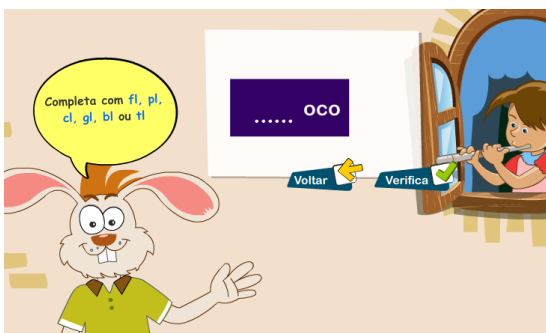 Completa com fl, pl,
cl, gl, bl ou tl
...... oco
Voltar
Verifica